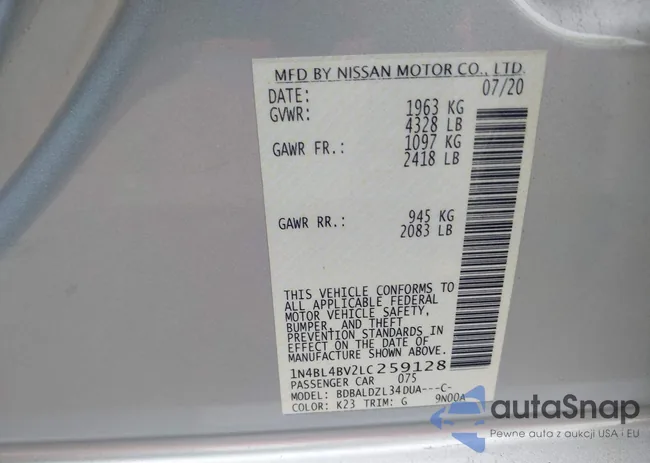 MFD BY NISSAN MOTOR CO., LTD.
DATE: 07/20
GVWR: 1963 KG
4328 LB
GAWR FR.: 1097 KG
2418 LB
GAWR RR.: 945 KG
2083 LB
THIS VEHICLE CONFORMS TO
ALL APPLICABLE FEDERAL
MOTOR VEHICLE SAFETY,
BUMPER, AND THEFT
PREVENTION STANDARDS IN
EFFECT ON THE DATE OF
MANUFACTURE SHOWN ABOVE.
1N4BL4BV2LC259128
PASSENGER CAR 075
MODEL: BDBALDZL34DUA---C-
COLOR: K23 TRIM: G 9N00A
autaSnap
Pewne auta z aukcji USA i EU